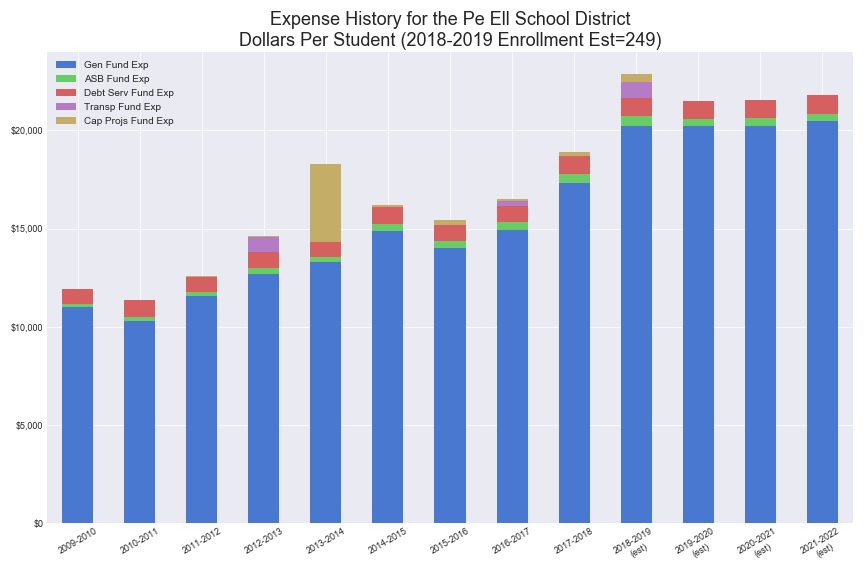 Expense History for the Pe Ell School District
Dollars Per Student (2018-2019 Enrollment Est=249)
Gen Fund Exp
ASB Fund Exp
Debt Serv Fund Exp
Transp Fund Exp
Cap Projs Fund Exp
$20,000
$15,000
$10,000
$5,000
$0
2009-2010
2010-2011
2011-2012
2012-2013
2013-2014
2014-2015
2015-2016
2016-2017
2017-2018
2018-2019
(est)
2019-2020
(est)
2020-2021
(est)
2021-2022
(est)